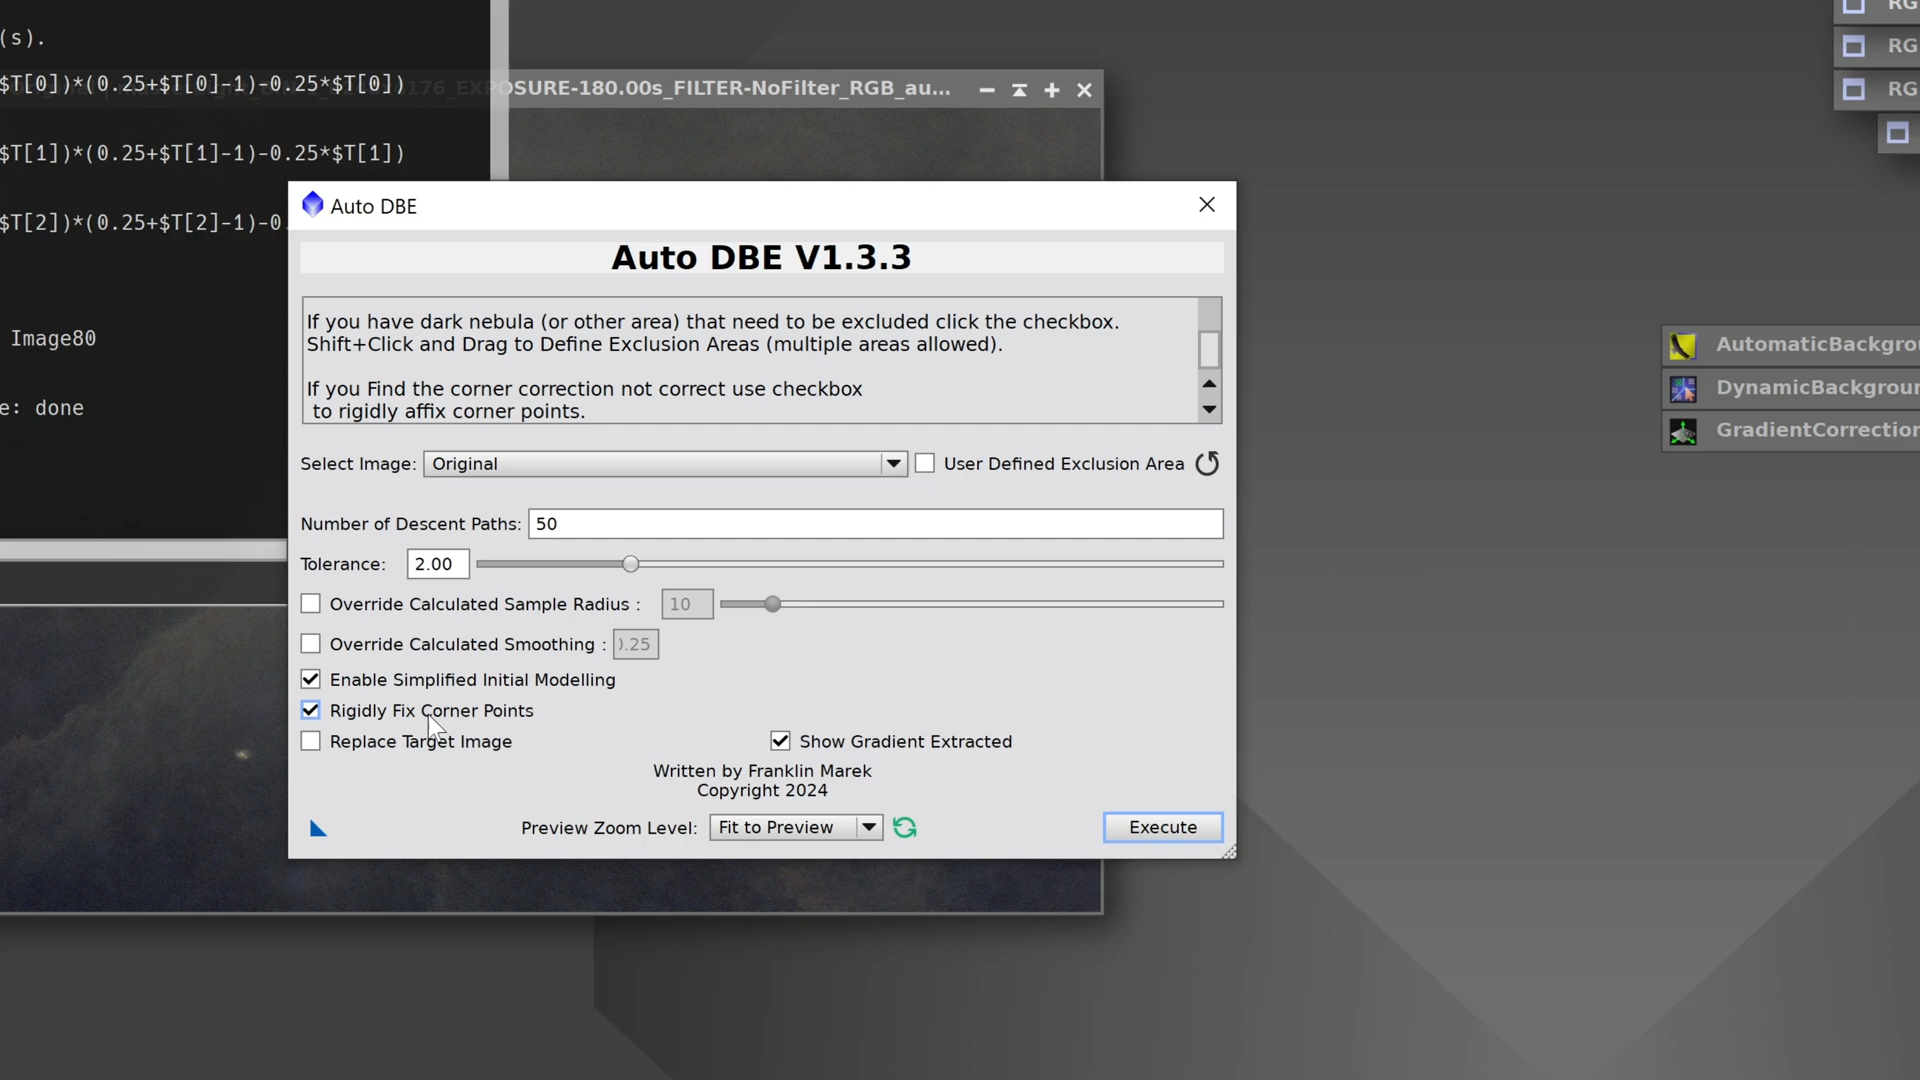 (s).
$T[0])*(0.25+$T[0]-1)-0.25*$T[0])
176_EXPOSURE-180.00s_FILTER-NoFilter_RGB_au...
$T[1])*(0.25+$T[1]-1)-0.25*$T[1])
$T[2])*(0.25+$T[2]-1)-0.
Image80
e: done
Auto DBE
Auto DBE V1.3.3
If you have dark nebula (or other area) that need to be excluded click the checkbox.
Shift+Click and Drag to Define Exclusion Areas (multiple areas allowed).
If you Find the corner correction not correct use checkbox
to rigidly affix corner points.
Select Image: Original User Defined Exclusion Area
Number of Descent Paths: 50
Tolerance: 2.00
Override Calculated Sample Radius : 10
Override Calculated Smoothing : 0.25
Enable Simplified Initial Modelling
Rigidly Fix Corner Points
Replace Target Image Show Gradient Extracted
Written by Franklin Marek
Copyright 2024
Preview Zoom Level: Fit to Preview Execute
RG
RG
RG
AutomaticBackgrou
DynamicBackgroun
GradientCorrection